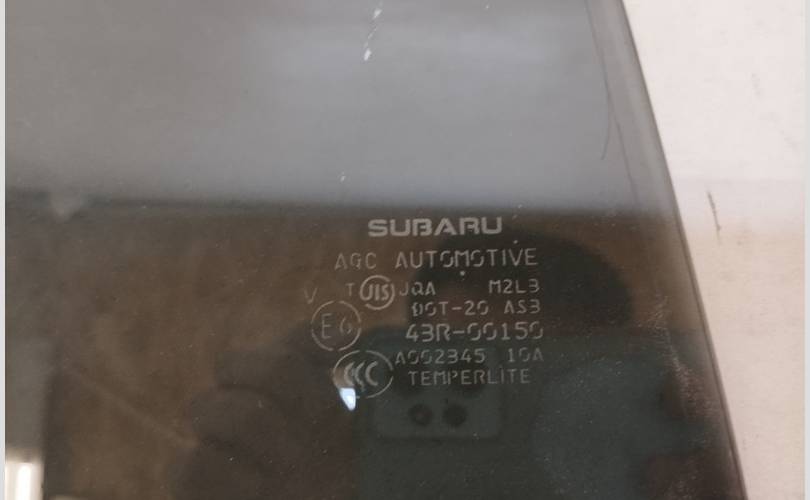 SUBARU
AGC AUTOMOTIVE
V T JIS JQA M2L3
DOT-20 AS3
E6 43R-00150
CCC A002345 10A
TEMPERLITE